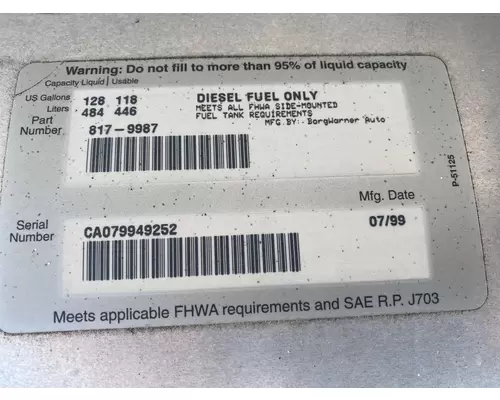 Warning: Do not fill to more than 95% of liquid capacity
Capacity Liquid | Usable
US Gallons 128 118 DIESEL FUEL ONLY
Liters 484 446 MEETS ALL FHWA SIDE-MOUNTED
FUEL TANK REQUIREMENTS
Part Number 817-9987 MFG.BY: BorgWarner Auto
P-51125
Mfg. Date
Serial Number CA079949252 07/99
Meets applicable FHWA requirements and SAE R.P. J703